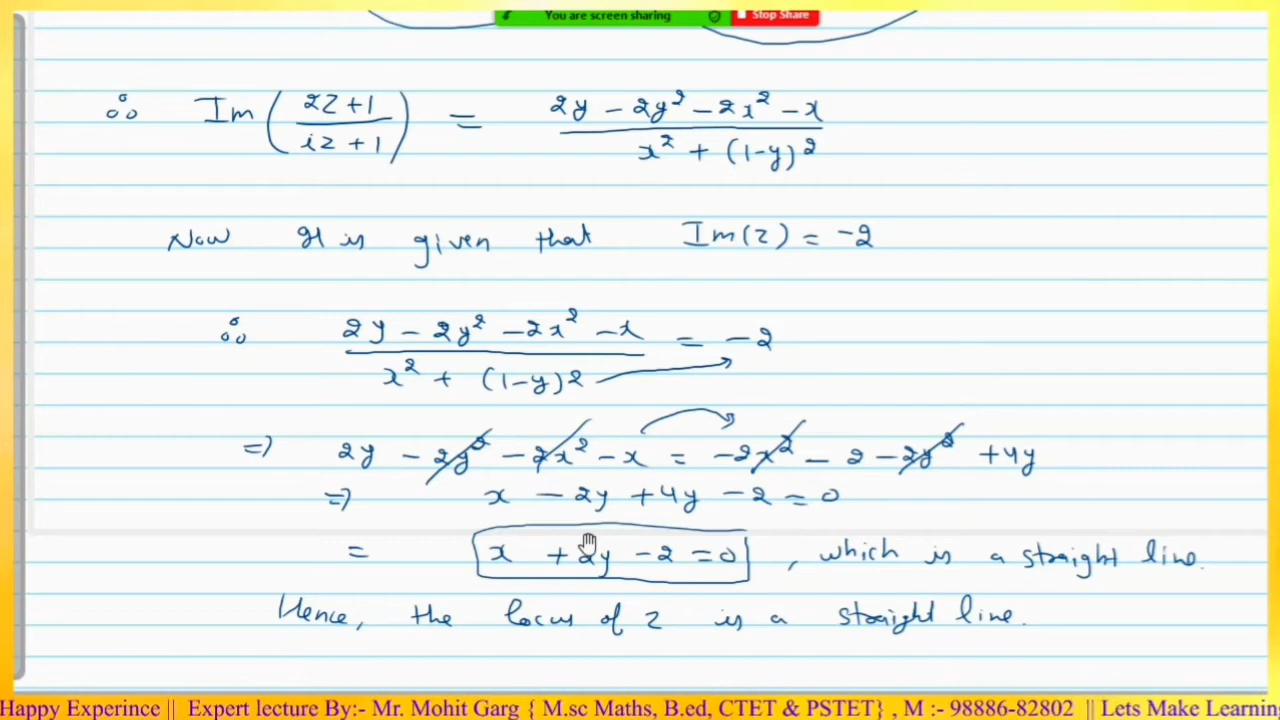 You are screen sharing Stop Share
∴ Im (2Z+1 / iz+1) = 2y - 2y² - 2x² - x / x² + (1-y)²
Now It is given that Im(z) = -2
∴ 2y - 2y² - 2x² - x / x² + (1-y)² = -2
⇒ 2y - 2y² - 2x² - x = -2x² - 2 - 2y² + 4y
⇒ x - 2y + 4y - 2 = 0
= x + 2y - 2 = 0 , which is a straight line.
Hence, the locus of z is a straight line.
Happy Experince || Expert lecture By:- Mr. Mohit Garg { M.sc Maths, B.ed, CTET & PSTET} , M :- 98886-82802 || Lets Make Learning